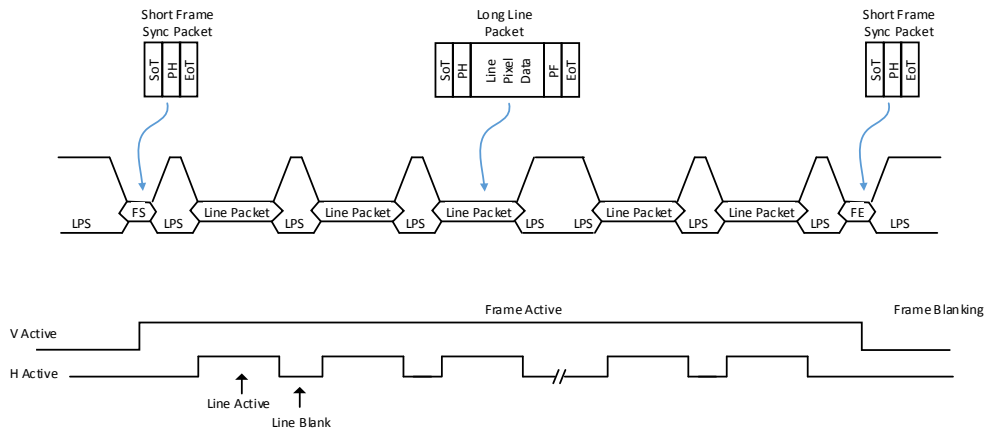 Short Frame
Sync Packet
SoT
PH
EoT
Long Line
Packet
SoT
PH
Line
Pixel
Data
PF
EoT
Short Frame
Sync Packet
SoT
PH
EoT
LPS
FS
LPS
Line Packet
LPS
Line Packet
LPS
Line Packet
LPS
LPS
Line Packet
LPS
Line Packet
LPS
FE
LPS
Frame Active
Frame Blanking
V Active
H Active
Line Active
Line Blank